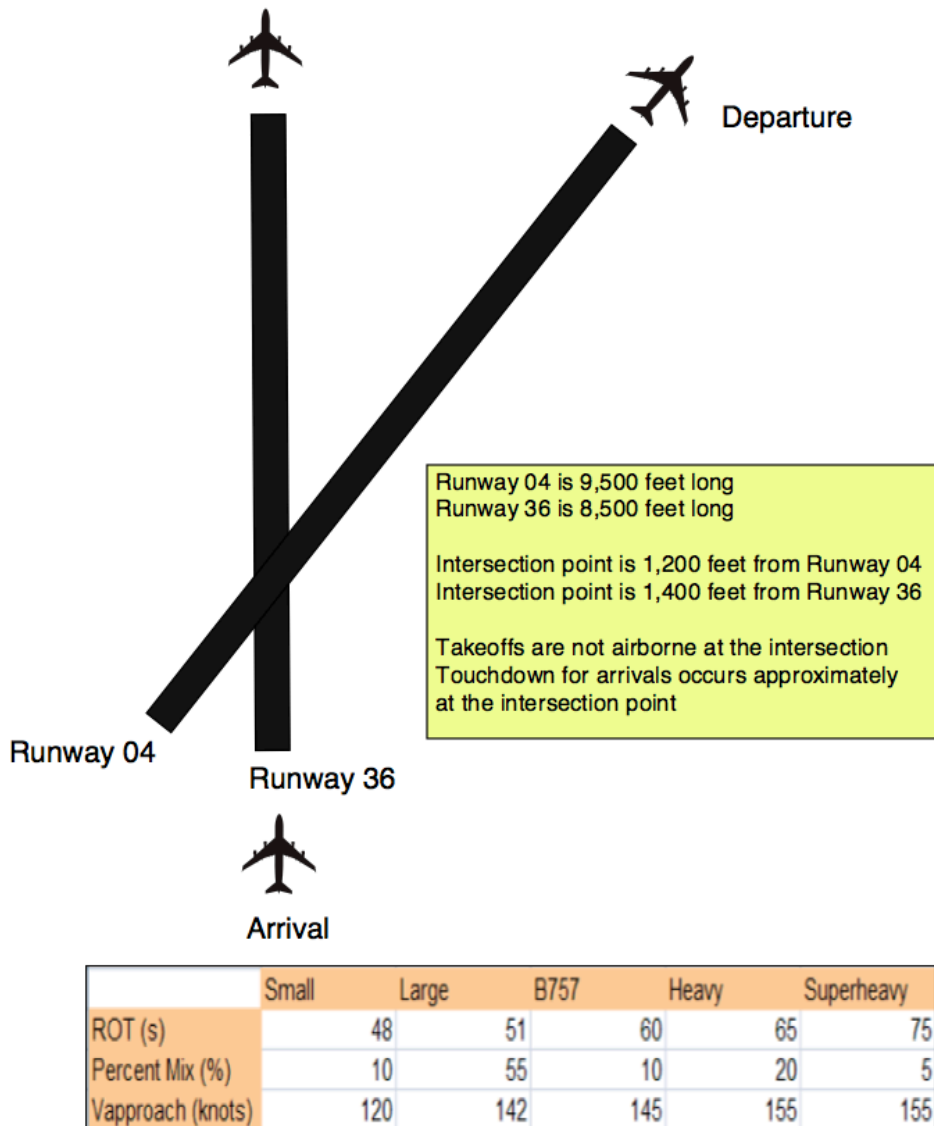 Departure
Runway 04 is 9,500 feet long
Runway 36 is 8,500 feet long
Intersection point is 1,200 feet from Runway 04
Intersection point is 1,400 feet from Runway 36
Takeoffs are not airborne at the intersection
Touchdown for arrivals occurs approximately
at the intersection point
Runway 04
Runway 36
Arrival
Small Large B757 Heavy Superheavy
ROT (s) 48 51 60 65 75
Percent Mix (%) 10 55 10 20 5
Vapproach (knots) 120 142 145 155 155